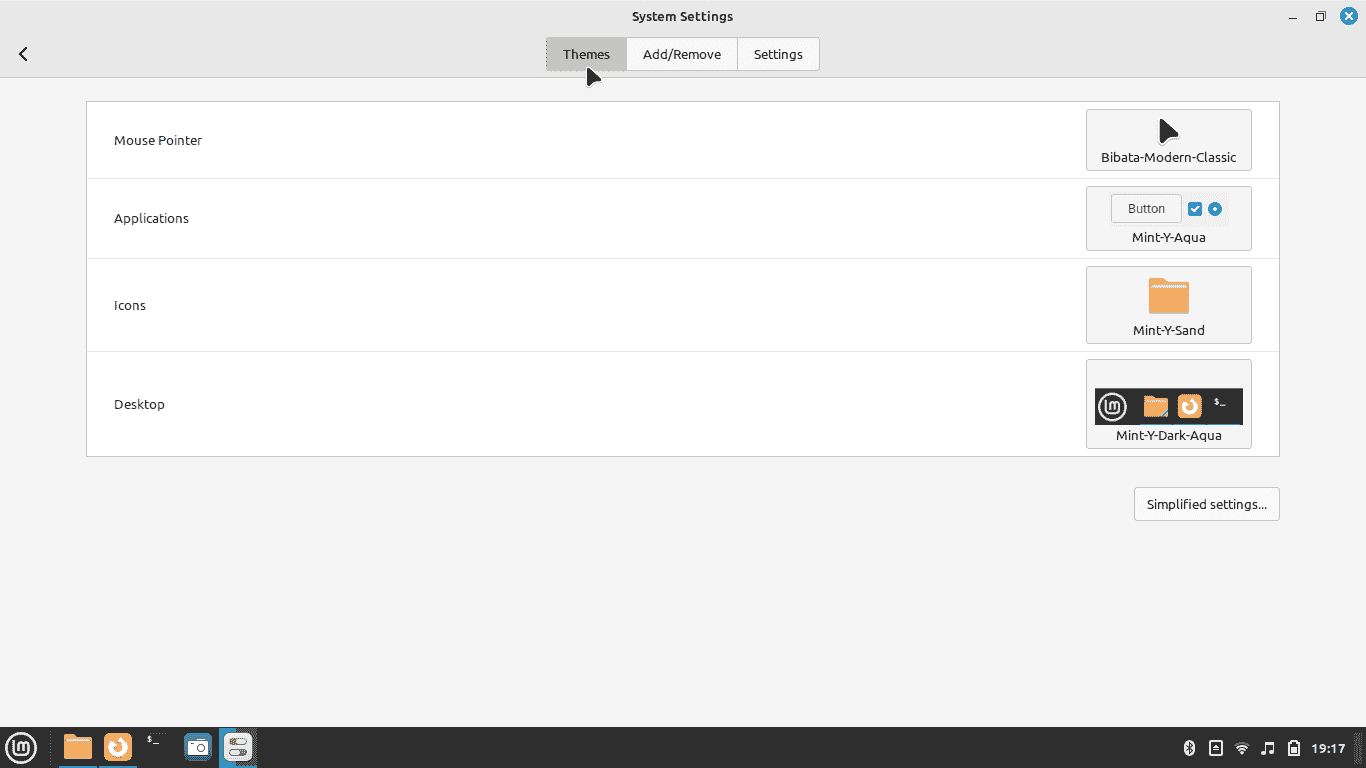 System Settings
Themes Add/Remove Settings
Mouse Pointer
Bibata-Modern-Classic
Applications
Button
Mint-Y-Aqua
Icons
Mint-Y-Sand
Desktop
$_
Mint-Y-Dark-Aqua
Simplified settings...
$_
19:17